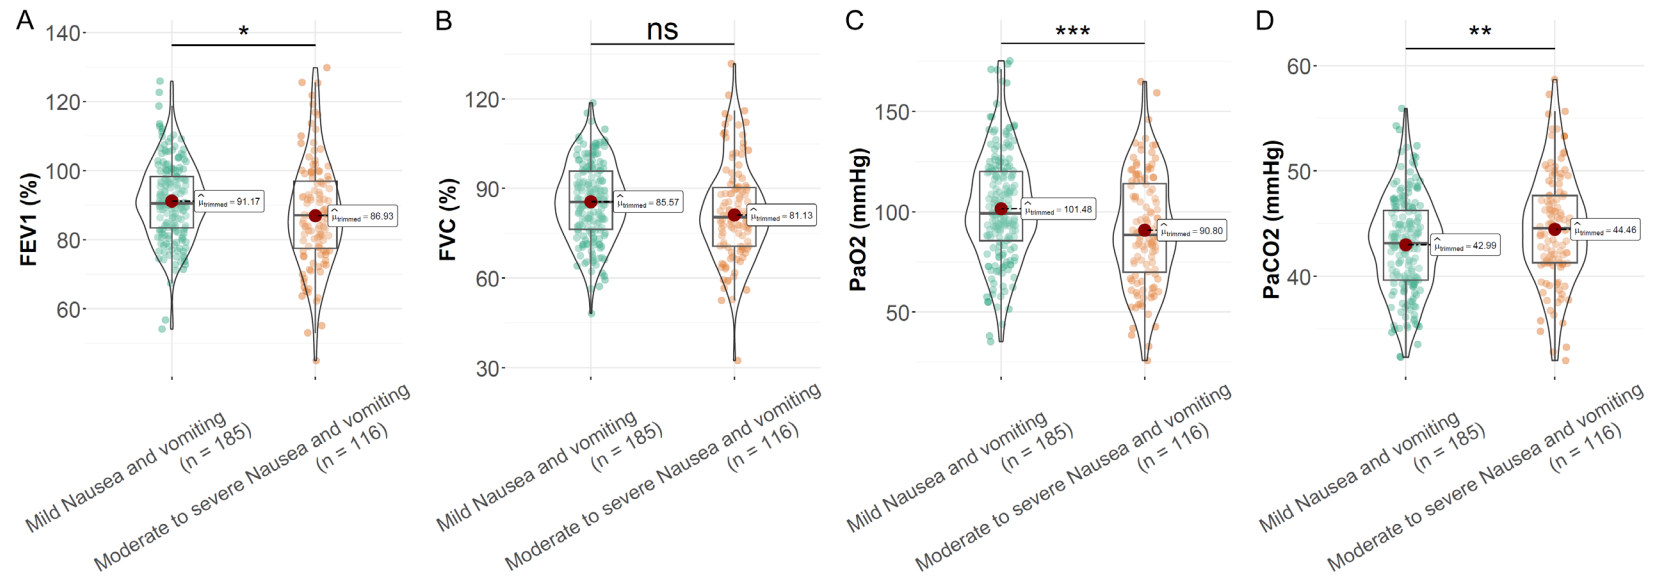 A
FEV1 (%)
140
120
100
80
60
*
μ̂trimmed = 91.17
μ̂trimmed = 86.93
Mild Nausea and vomiting
(n = 185)
Moderate to severe Nausea and vomiting
(n = 116)
B
FVC (%)
120
90
60
30
ns
μ̂trimmed = 85.57
μ̂trimmed = 81.13
Mild Nausea and vomiting
(n = 185)
Moderate to severe Nausea and vomiting
(n = 116)
C
PaO2 (mmHg)
150
100
50
***
μ̂trimmed = 101.48
μ̂trimmed = 90.80
Mild Nausea and vomiting
(n = 185)
Moderate to severe Nausea and vomiting
(n = 116)
D
PaCO2 (mmHg)
60
50
40
**
μ̂trimmed = 42.99
μ̂trimmed = 44.46
Mild Nausea and vomiting
(n = 185)
Moderate to severe Nausea and vomiting
(n = 116)